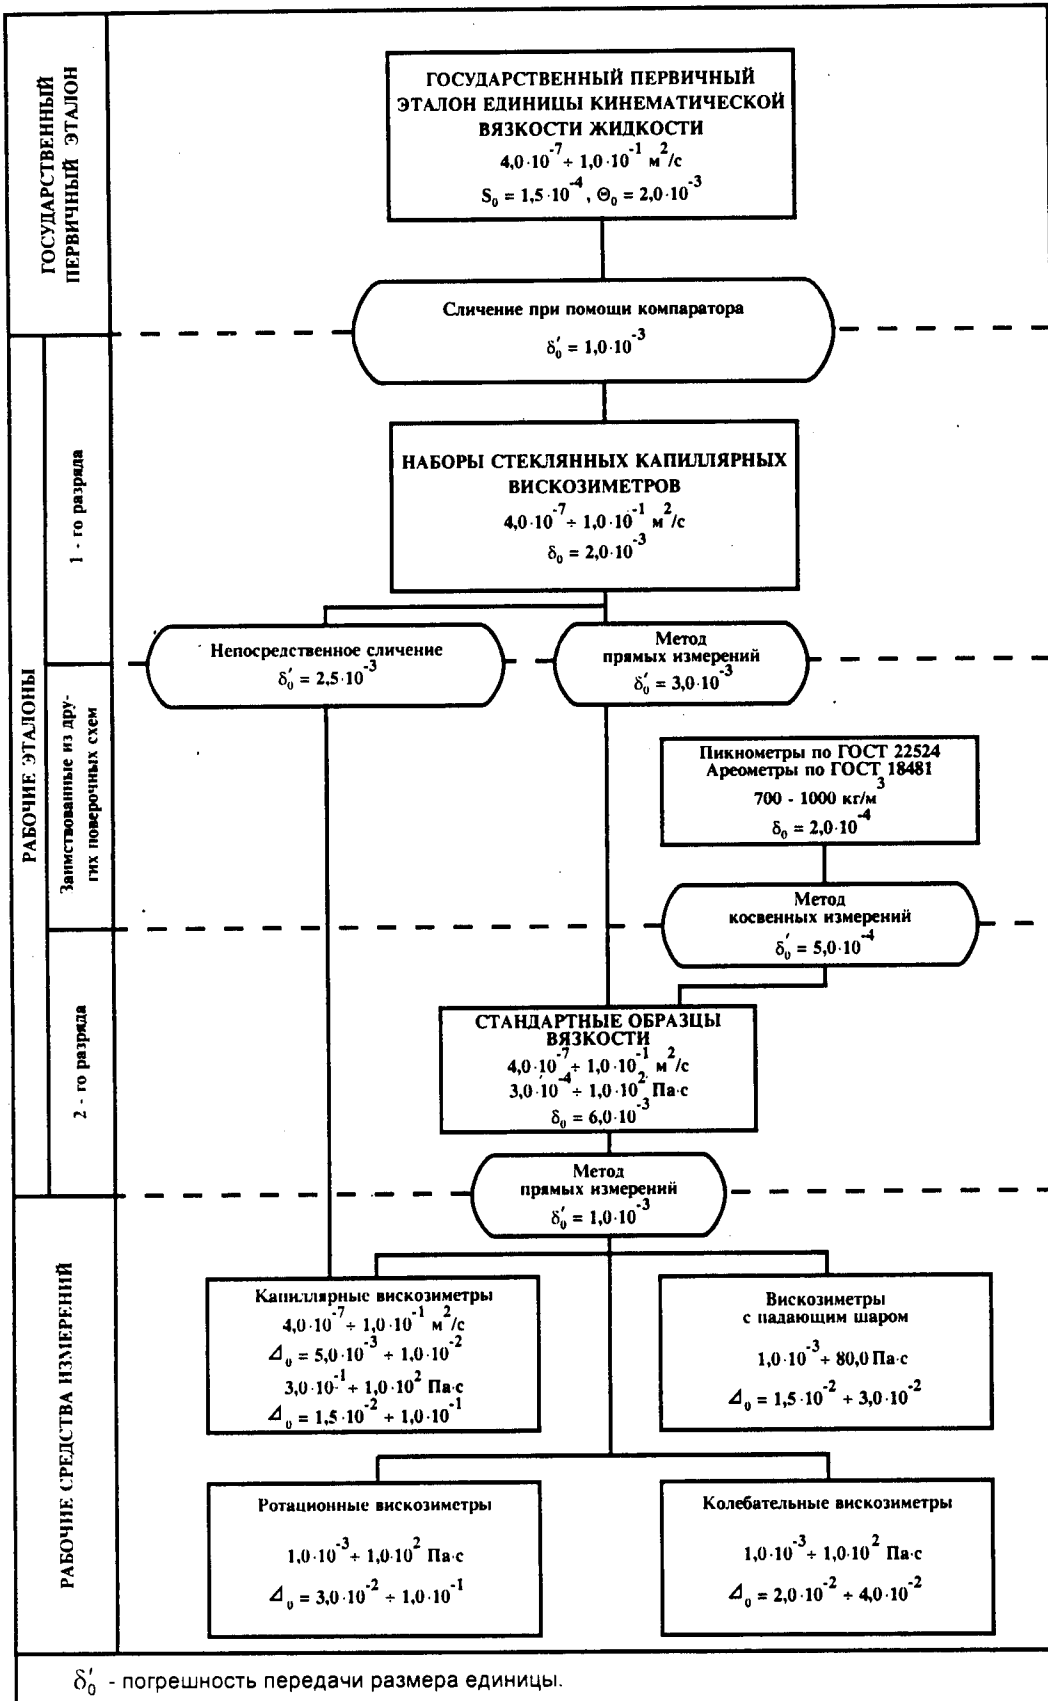 ГОСУДАРСТВЕННЫЙ
ПЕРВИЧНЫЙ ЭТАЛОН
ГОСУДАРСТВЕННЫЙ ПЕРВИЧНЫЙ
ЭТАЛОН ЕДИНИЦЫ КИНЕМАТИЧЕСКОЙ
ВЯЗКОСТИ ЖИДКОСТИ
4,0·10⁻⁷ ÷ 1,0·10⁻¹ м²/с
S₀ = 1,5·10⁻⁴, Θ₀ = 2,0·10⁻³
Сличение при помощи компаратора
δ₀′ = 1,0·10⁻³
РАБОЧИЕ ЭТАЛОНЫ
1 - го разряда
НАБОРЫ СТЕКЛЯННЫХ КАПИЛЛЯРНЫХ
ВИСКОЗИМЕТРОВ
4,0·10⁻⁷ ÷ 1,0·10⁻¹ м²/с
δ₀ = 2,0·10⁻³
Непосредственное сличение
δ₀′ = 2,5·10⁻³
Метод
прямых измерений
δ₀′ = 3,0·10⁻³
Заимствованные из дру-
гих поверочных схем
Пикнометры по ГОСТ 22524
Ареометры по ГОСТ 18481
700 - 1000 кг/м³
δ₀ = 2,0·10⁻⁴
Метод
косвенных измерений
δ₀′ = 5,0·10⁻⁴
2 - го разряда
СТАНДАРТНЫЕ ОБРАЗЦЫ
ВЯЗКОСТИ
4,0·10⁻⁷ ÷ 1,0·10⁻¹ м²/с
3,0·10⁻⁴ ÷ 1,0·10² Па·с
δ₀ = 6,0·10⁻³
Метод
прямых измерений
δ₀′ = 1,0·10⁻³
РАБОЧИЕ СРЕДСТВА ИЗМЕРЕНИЙ
Капиллярные вискозиметры
4,0·10⁻⁷ ÷ 1,0·10⁻¹ м²/с
Δ₀ = 5,0·10⁻³ ÷ 1,0·10⁻²
3,0·10⁻¹ ÷ 1,0·10² Па·с
Δ₀ = 1,5·10⁻² ÷ 1,0·10⁻¹
Вискозиметры
с падающим шаром
1,0·10⁻³ ÷ 80,0 Па·с
Δ₀ = 1,5·10⁻² ÷ 3,0·10⁻²
Ротационные вискозиметры
1,0·10⁻³ ÷ 1,0·10² Па·с
Δ₀ = 3,0·10⁻² ÷ 1,0·10⁻¹
Колебательные вискозиметры
1,0·10⁻³ ÷ 1,0·10² Па·с
Δ₀ = 2,0·10⁻² ÷ 4,0·10⁻²
δ₀′ - погрешность передачи размера единицы.